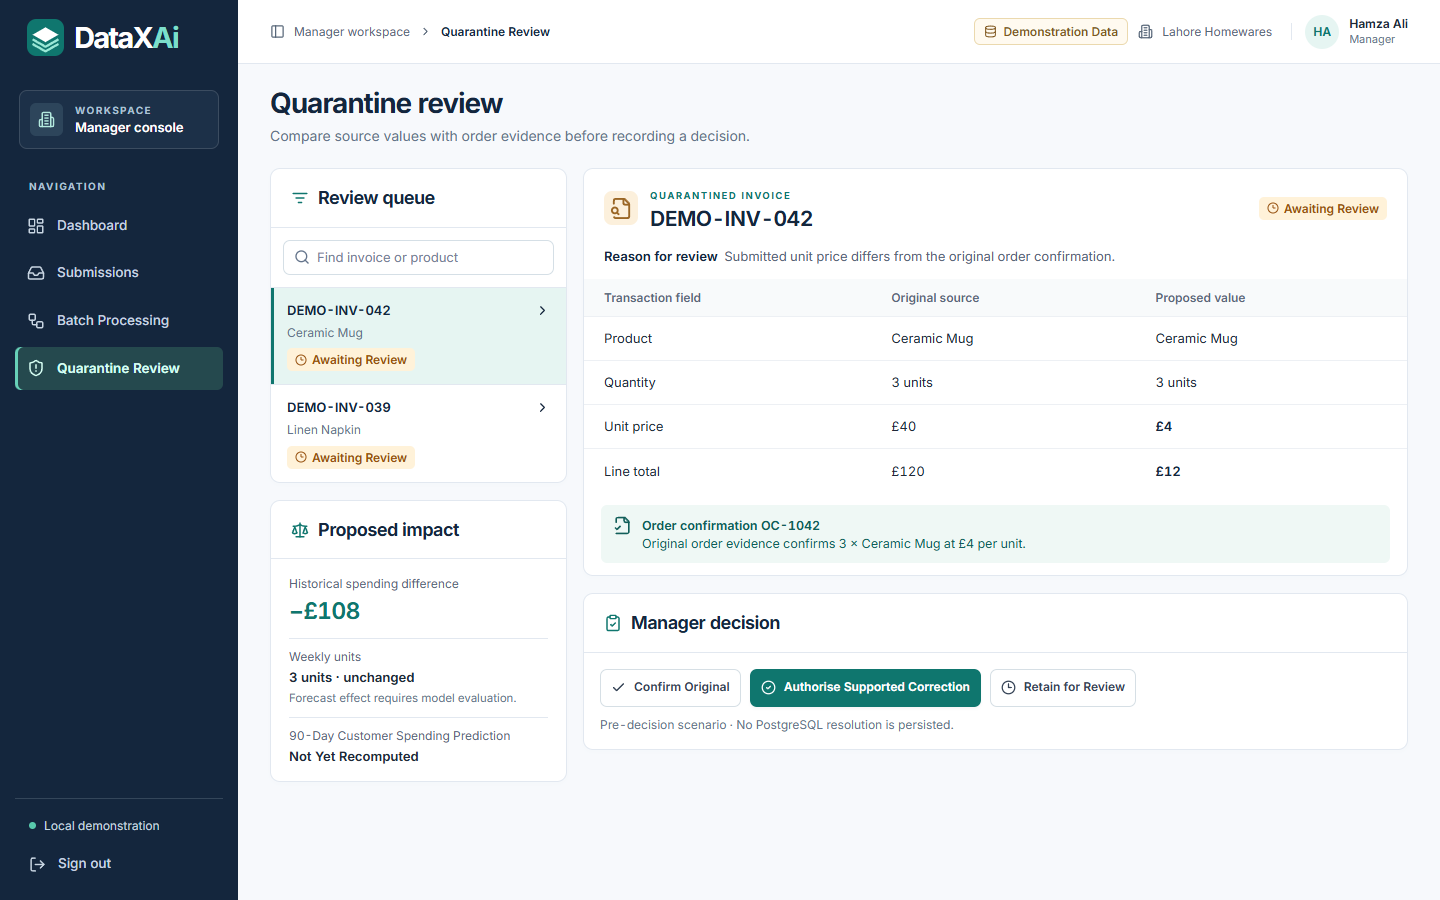 DataXAi
WORKSPACE
Manager console
NAVIGATION
Dashboard
Submissions
Batch Processing
Quarantine Review
Local demonstration
Sign out
Manager workspace > Quarantine Review
Demonstration Data
Lahore Homewares
HA
Hamza Ali
Manager
Quarantine review
Compare source values with order evidence before recording a decision.
Review queue
Find invoice or product
DEMO-INV-042
Ceramic Mug
Awaiting Review
DEMO-INV-039
Linen Napkin
Awaiting Review
Proposed impact
Historical spending difference
−£108
Weekly units
3 units · unchanged
Forecast effect requires model evaluation.
90-Day Customer Spending Prediction
Not Yet Recomputed
QUARANTINED INVOICE
DEMO-INV-042
Awaiting Review
Reason for review Submitted unit price differs from the original order confirmation.
Transaction field Original source Proposed value
Product Ceramic Mug Ceramic Mug
Quantity 3 units 3 units
Unit price £40 £4
Line total £120 £12
Order confirmation OC-1042
Original order evidence confirms 3 × Ceramic Mug at £4 per unit.
Manager decision
Confirm Original
Authorise Supported Correction
Retain for Review
Pre-decision scenario · No PostgreSQL resolution is persisted.